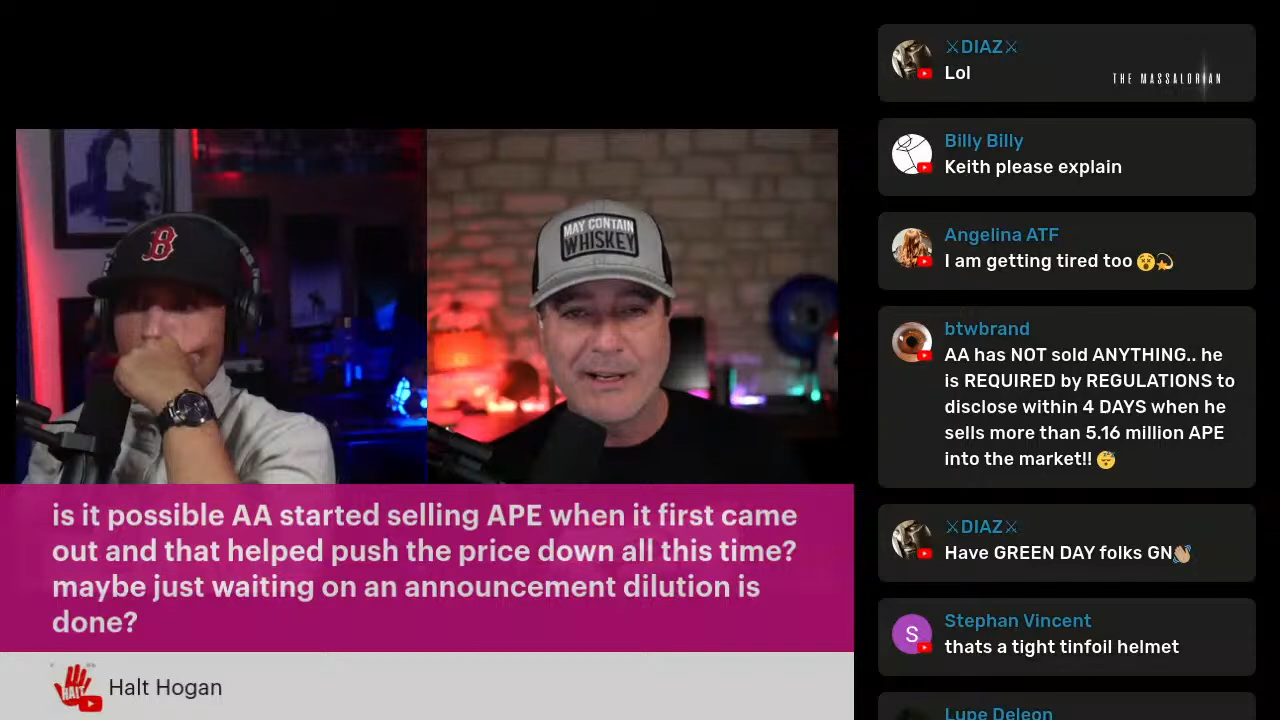 ⚔DIAZ⚔
Lol
THE MASSALORIAN
Billy Billy
Keith please explain
Angelina ATF
I am getting tired too 😵💫
btwbrand
AA has NOT sold ANYTHING.. he
is REQUIRED by REGULATIONS to
disclose within 4 DAYS when he
sells more than 5.16 million APE
into the market!! 😴
⚔DIAZ⚔
Have GREEN DAY folks GN👋🏼
S
Stephan Vincent
thats a tight tinfoil helmet
Lupe Deleon
B
MAY CONTAIN
WHISKEY
is it possible AA started selling APE when it first came
out and that helped push the price down all this time?
maybe just waiting on an announcement dilution is
done?
HALT
Halt Hogan